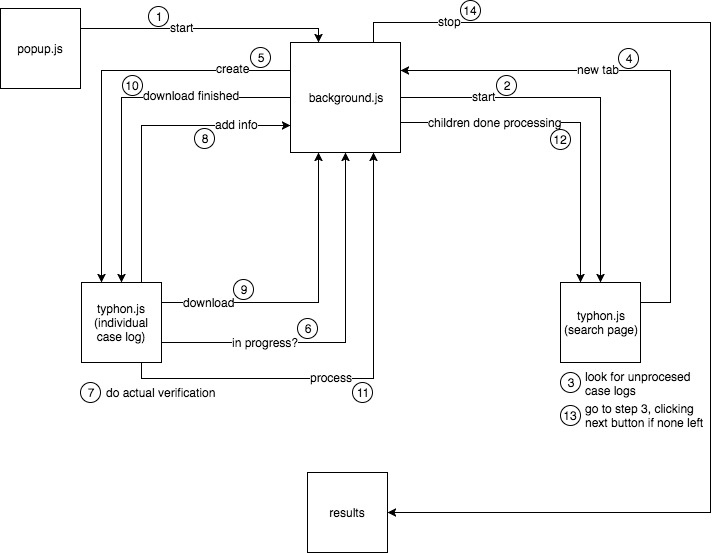 1
start
14
stop
popup.js
5
create
4
new tab
10
download finished
2
start
background.js
8
add info
children done processing
12
9
download
6
in progress?
typhon.js
(individual
case log)
typhon.js
(search page)
process
11
7
do actual verification
3
look for unprocesed
case logs
13
go to step 3, clicking
next button if none left
results